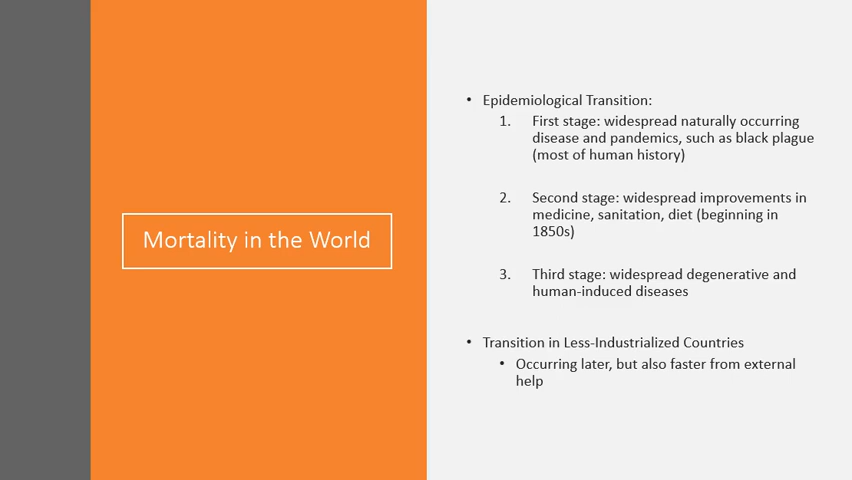 Mortality in the World
• Epidemiological Transition:
1. First stage: widespread naturally occurring
disease and pandemics, such as black plague
(most of human history)
2. Second stage: widespread improvements in
medicine, sanitation, diet (beginning in
1850s)
3. Third stage: widespread degenerative and
human-induced diseases
• Transition in Less-Industrialized Countries
• Occurring later, but also faster from external
help